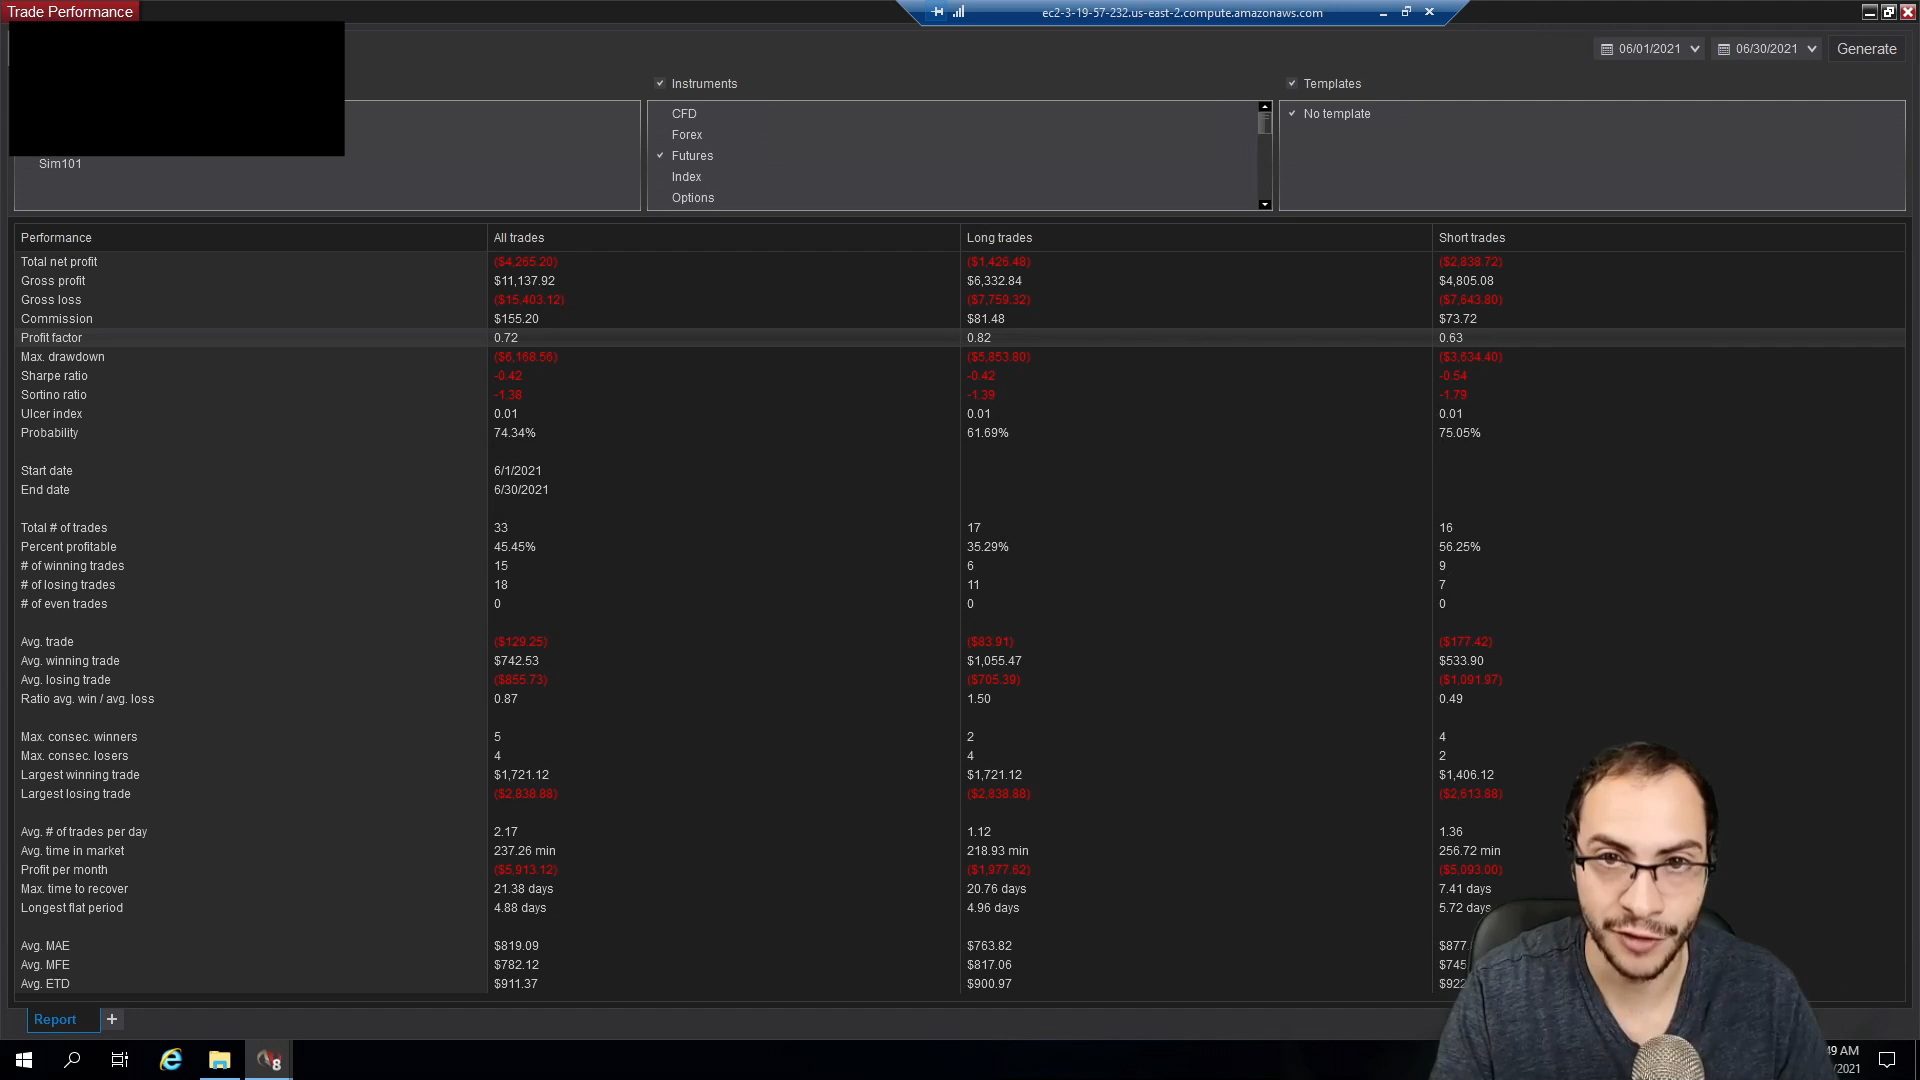 Trade Performance
ec2-3-19-57-232.us-east-2.compute.amazonaws.com
06/01/2021
06/30/2021
Generate
Instruments
Templates
CFD
No template
Forex
Futures
Sim101
Index
Options
Performance All trades Long trades Short trades
Total net profit ($4,265.20) ($1,426.48) ($2,838.72)
Gross profit $11,137.92 $6,332.84 $4,805.08
Gross loss ($15,403.12) ($7,759.32) ($7,643.80)
Commission $155.20 $81.48 $73.72
Profit factor 0.72 0.82 0.63
Max. drawdown ($6,168.56) ($5,853.80) ($3,634.40)
Sharpe ratio -0.42 -0.42 -0.54
Sortino ratio -1.38 -1.39 -1.79
Ulcer index 0.01 0.01 0.01
Probability 74.34% 61.69% 75.05%
Start date 6/1/2021
End date 6/30/2021
Total # of trades 33 17 16
Percent profitable 45.45% 35.29% 56.25%
# of winning trades 15 6 9
# of losing trades 18 11 7
# of even trades 0 0 0
Avg. trade ($129.25) ($83.91) ($177.42)
Avg. winning trade $742.53 $1,055.47 $533.90
Avg. losing trade ($855.73) ($705.39) ($1,091.97)
Ratio avg. win / avg. loss 0.87 1.50 0.49
Max. consec. winners 5 2 4
Max. consec. losers 4 4 2
Largest winning trade $1,721.12 $1,721.12 $1,406.12
Largest losing trade ($2,838.88) ($2,838.88) ($2,613.88)
Avg. # of trades per day 2.17 1.12 1.36
Avg. time in market 237.26 min 218.93 min 256.72 min
Profit per month ($5,913.12) ($1,977.62) ($5,093.00)
Max. time to recover 21.38 days 20.76 days 7.41 days
Longest flat period 4.88 days 4.96 days 5.72 days
Avg. MAE $819.09 $763.82 $877
Avg. MFE $782.12 $817.06 $745
Avg. ETD $911.37 $900.97 $922
Report +
8
49 AM
/2021